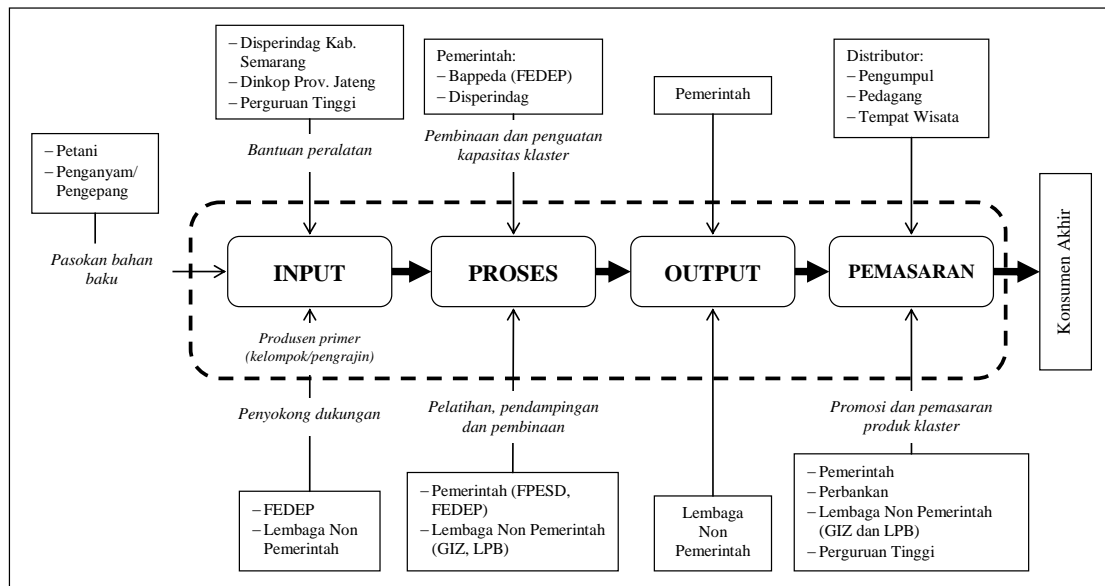 – Disperindag Kab.
Semarang
– Dinkop Prov. Jateng
– Perguruan Tinggi
Pemerintah:
– Bappeda (FEDEP)
– Disperindag
Pemerintah
Distributor:
– Pengumpul
– Pedagang
– Tempat Wisata
Bantuan peralatan
Pembinaan dan penguatan
kapasitas klaster
– Petani
– Penganyam/
Pengepang
Pasokan bahan
baku
INPUT
PROSES
OUTPUT
PEMASARAN
Konsumen Akhir
Produsen primer
(kelompok/pengrajin)
Penyokong dukungan
Pelatihan, pendampingan
dan pembinaan
Promosi dan pemasaran
produk klaster
– FEDEP
– Lembaga Non
Pemerintah
– Pemerintah (FPESD,
FEDEP)
– Lembaga Non Pemerintah
(GIZ, LPB)
Lembaga
Non
Pemerintah
– Pemerintah
– Perbankan
– Lembaga Non Pemerintah
(GIZ dan LPB)
– Perguruan Tinggi